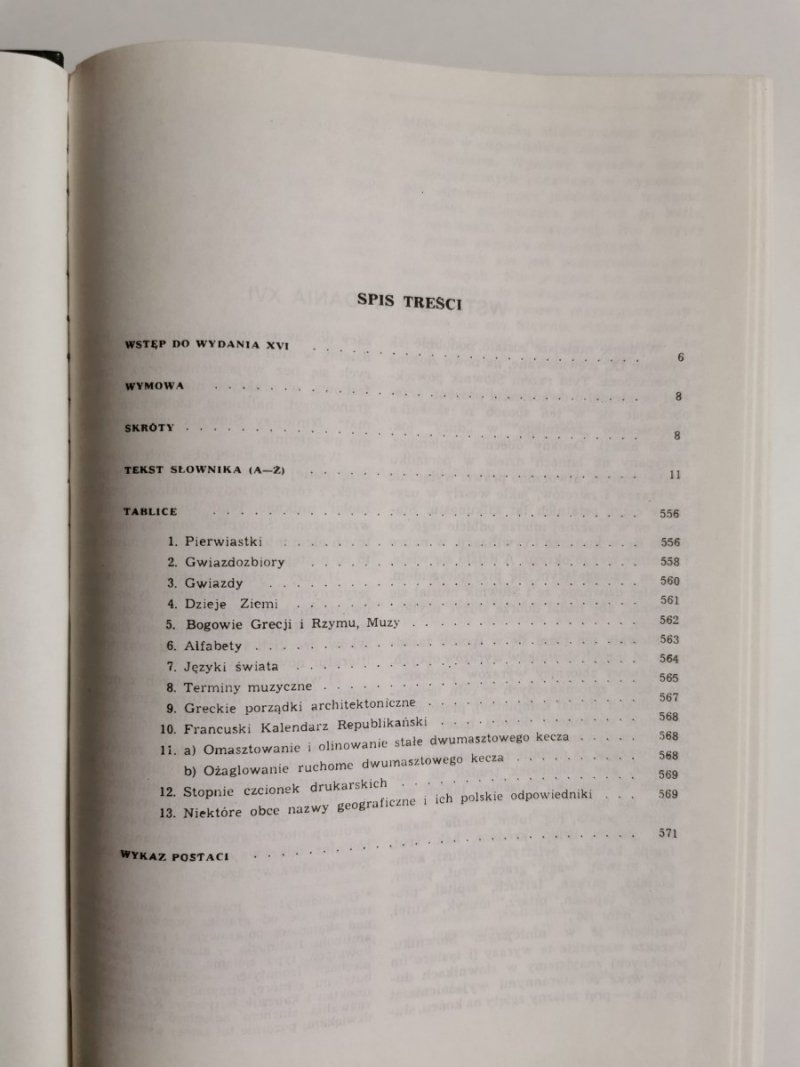 SPIS TREŚCI
WSTĘP DO WYDANIA XVI . . . . . . . . . . . . . . . . . . . . 6
WYMOWA . . . . . . . . . . . . . . . . . . . . 8
SKRÓTY . . . . . . . . . . . . . . . . . . . . 8
TEKST SŁOWNIKA (A—Ż) . . . . . . . . . . . . . . . . . . . . 11
TABLICE . . . . . . . . . . . . . . . . . . . . 556
1. Pierwiastki . . . . . . . . . . . . . . . . . . . . 556
2. Gwiazdozbiory . . . . . . . . . . . . . . . . . . . . 558
3. Gwiazdy . . . . . . . . . . . . . . . . . . . . 560
4. Dzieje Ziemi . . . . . . . . . . . . . . . . . . . . 561
5. Bogowie Grecji i Rzymu, Muzy . . . . . . . . . . . . . . . . . 562
6. Alfabety . . . . . . . . . . . . . . . . . . . . 563
7. Języki świata . . . . . . . . . . . . . . . . . . . . 564
8. Terminy muzyczne . . . . . . . . . . . . . . . . . . . . 565
9. Greckie porządki architektoniczne . . . . . . . . . . . . . . . . 567
10. Francuski Kalendarz Republikański . . . . . . . . . . . . . . . 568
11. a) Omasztowanie i olinowanie stałe dwumasztowego kecza . . . . . 568
b) Ożaglowanie ruchome dwumasztowego kecza . . . . . . . . . . 568
12. Stopnie czcionek drukarskich . . . . . . . . . . . . . . . . . 569
13. Niektóre obce nazwy geograficzne i ich polskie odpowiedniki . . . 569
WYKAZ POSTACI . . . . . . . . . . . . . . . . . . . . 571